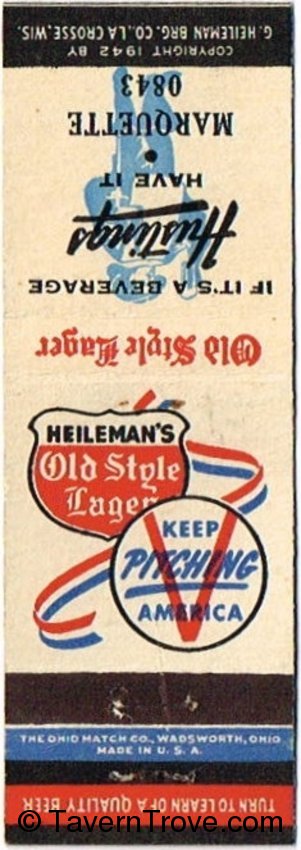 COPYRIGHT 1942 BY
G. HEILEMAN BRG. CO., LA CROSSE, WIS.
Old Style Lager
IF IT'S A BEVERAGE
Hustings
HAVE IT
•
MARQUETTE
0843
HEILEMAN'S
Old Style
Lager
KEEP
PITCHING
AMERICA
V
THE OHIO MATCH CO., WADSWORTH, OHIO
MADE IN U. S. A.
TURN TO LEARN OF A QUALITY BEER
© TavernTrove.com